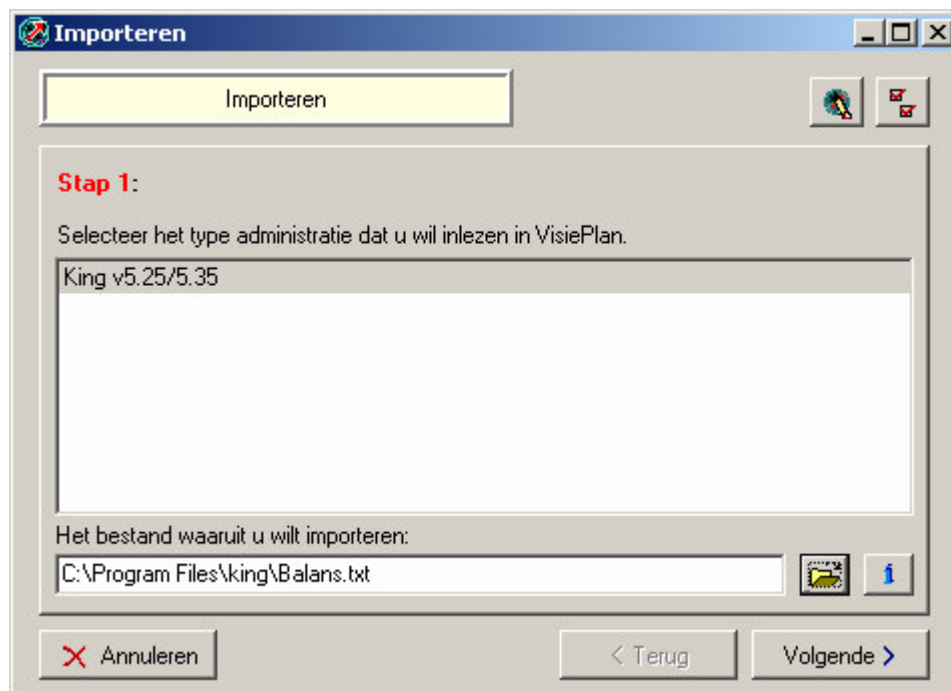 Importeren
Importeren
Stap 1:
Selecteer het type administratie dat u wil inlezen in VisiePlan.
King v5.25/5.35
Het bestand waaruit u wilt importeren:
C:\Program Files\king\Balans.txt
i
Annuleren
< Terug
Volgende >